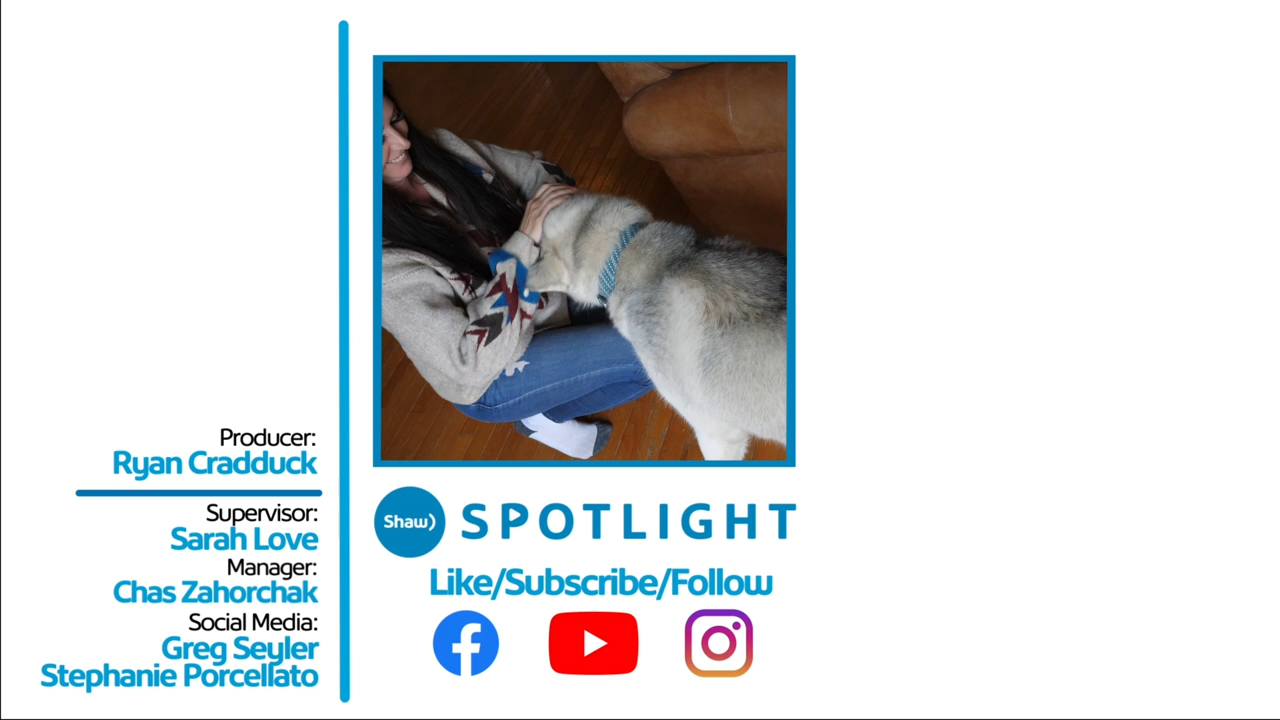 Producer:
Ryan Cradduck
Supervisor:
Sarah Love
Manager:
Chas Zahorchak
Social Media:
Greg Seyler
Stephanie Porcellato
Shaw) SPOTLIGHT
Like/Subscribe/Follow